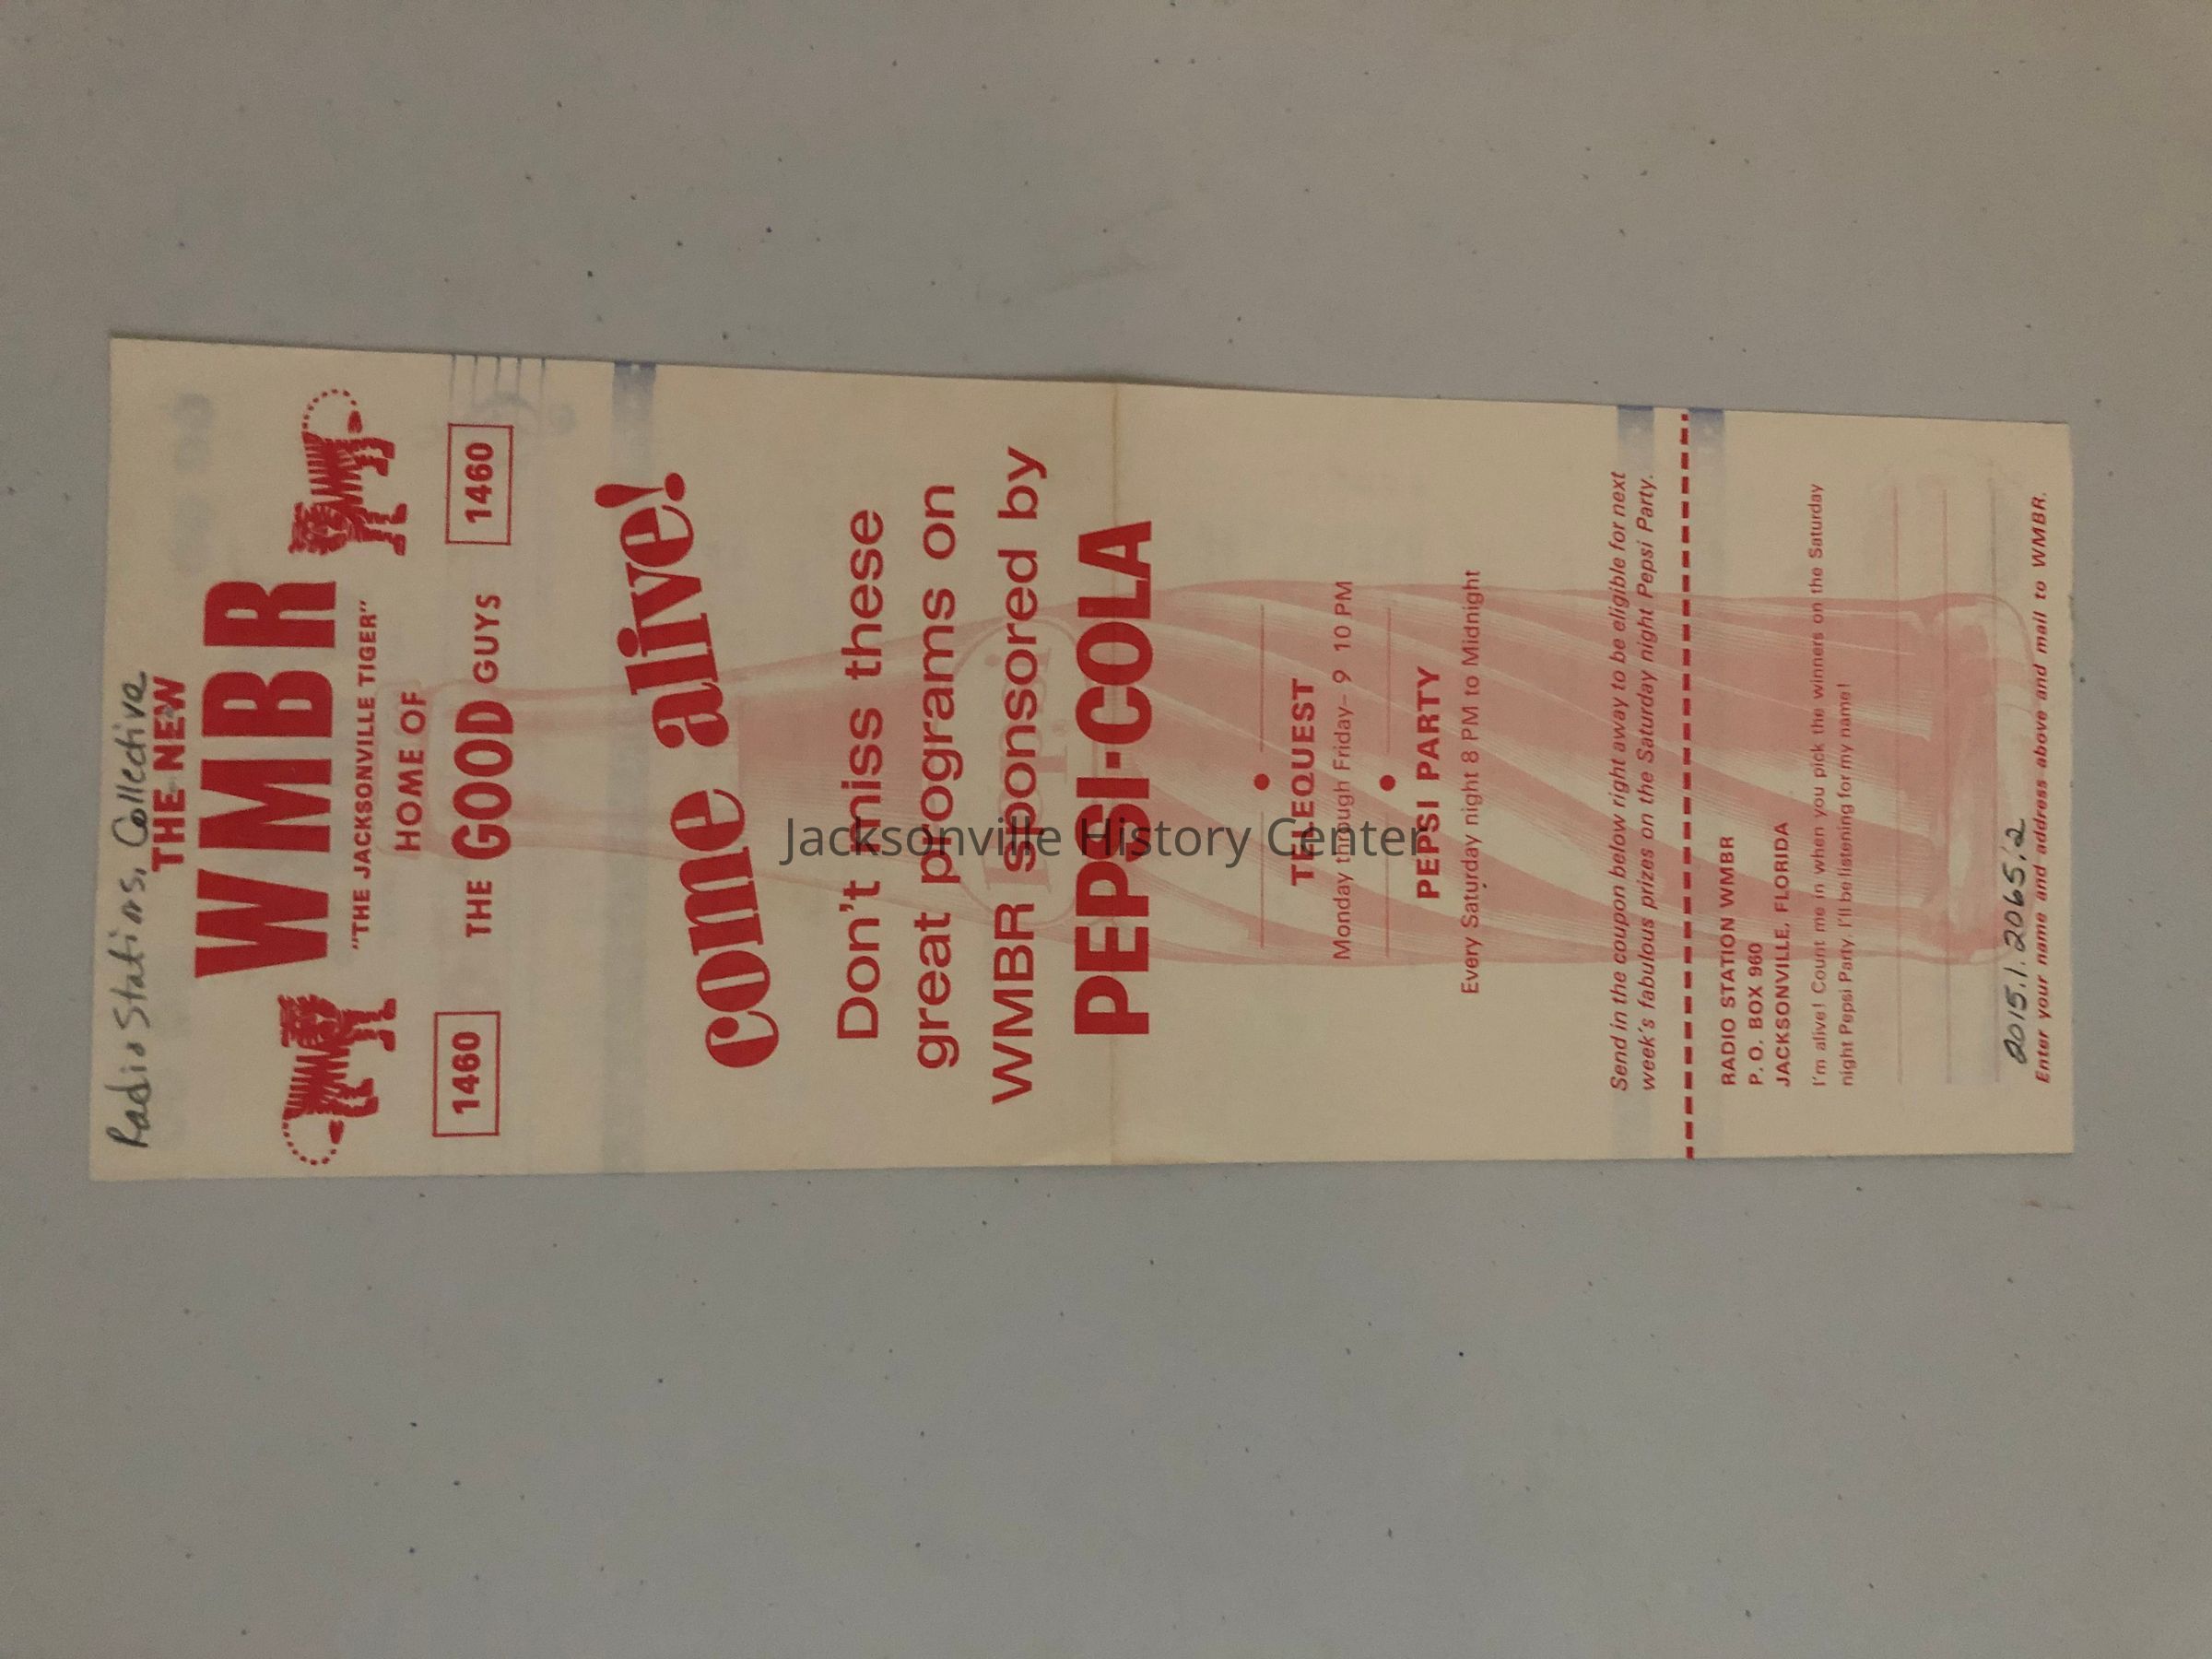 Radio Stations, Collective
THE NEW
WMBR
"THE JACKSONVILLE TIGER"
HOME OF
1460 THE GOOD GUYS 1460
come alive!
Don't miss these
great programs on
WMBR sponsored by
PEPSI-COLA
TELEQUEST
Monday through Friday- 9 10 PM
PEPSI PARTY
Every Saturday night 8 PM to Midnight
Send in the coupon below right away to be eligible for next
week's fabulous prizes on the Saturday night Pepsi Party.
RADIO STATION WMBR
P. O. BOX 960
JACKSONVILLE, FLORIDA
I'm alive! Count me in when you pick the winners on the Saturday
night Pepsi Party. I'll be listening for my name!
2015.1.2065.2
Enter your name and address above and mail to WMBR.
Jacksonville History Center